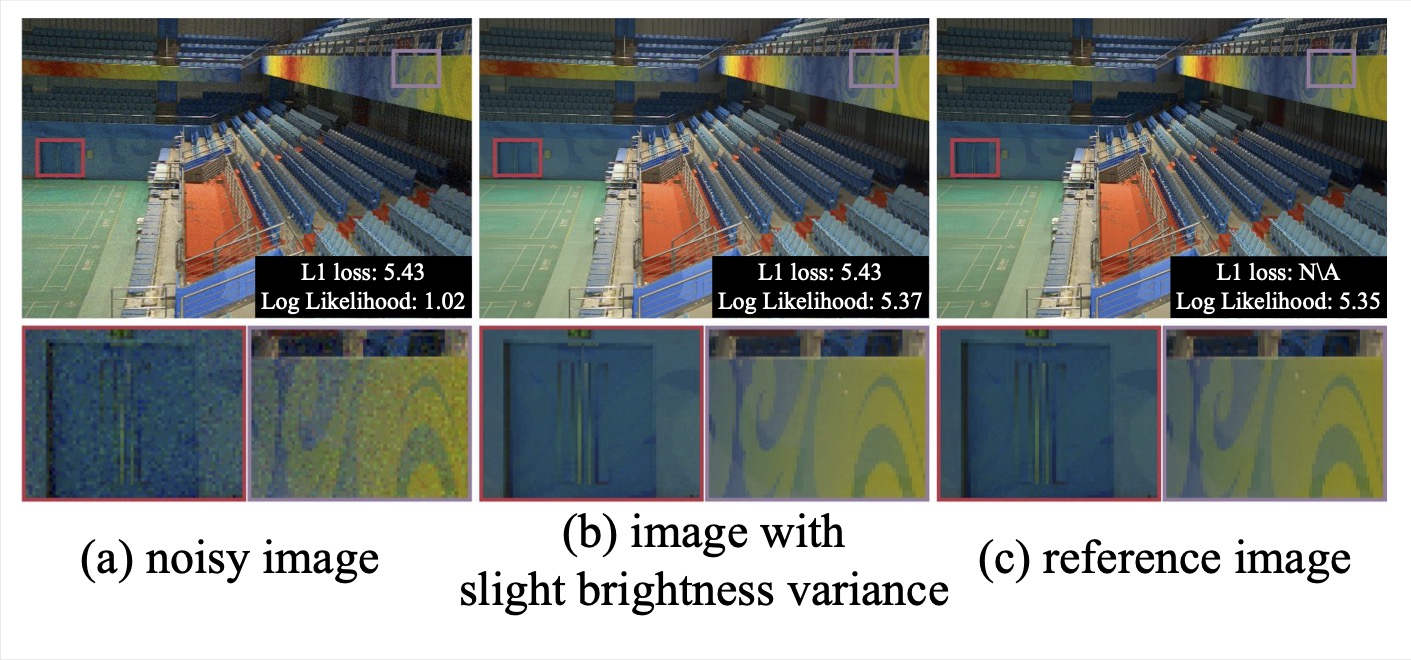 L1 loss: 5.43
Log Likelihood: 1.02
L1 loss: 5.43
Log Likelihood: 5.37
L1 loss: N\A
Log Likelihood: 5.35
(a) noisy image
(b) image with
slight brightness variance
(c) reference image